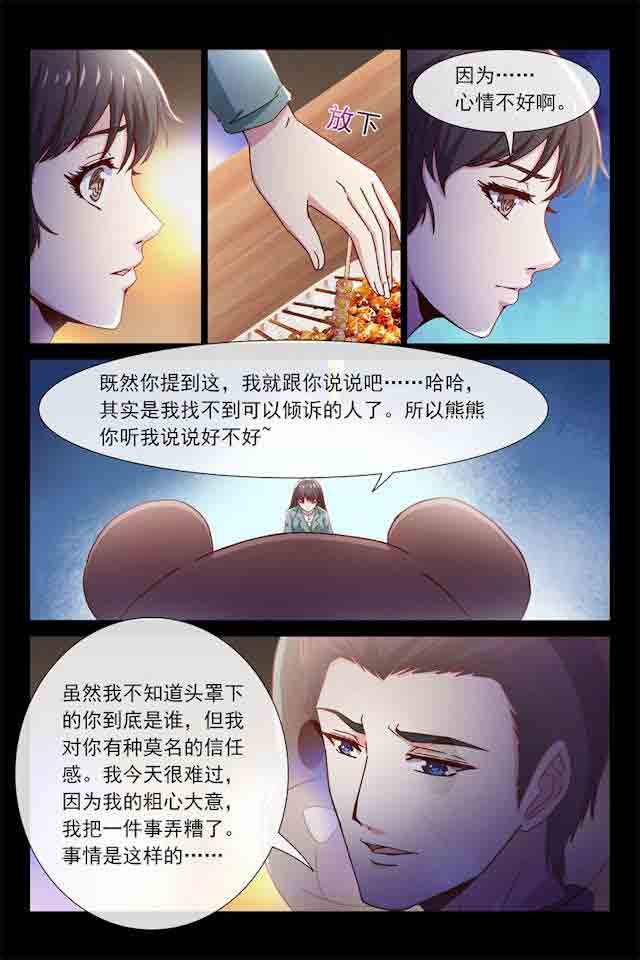 放下
因为……
心情不好啊。
既然你提到这，我就跟你说说吧……哈哈，
其实是我找不到可以倾诉的人了。所以熊熊
你听我说说好不好~
虽然我不知道头罩下
的你到底是谁，但我
对你有种莫名的信任
感。我今天很难过，
因为我的粗心大意，
我把一件事弄糟了。
事情是这样的……